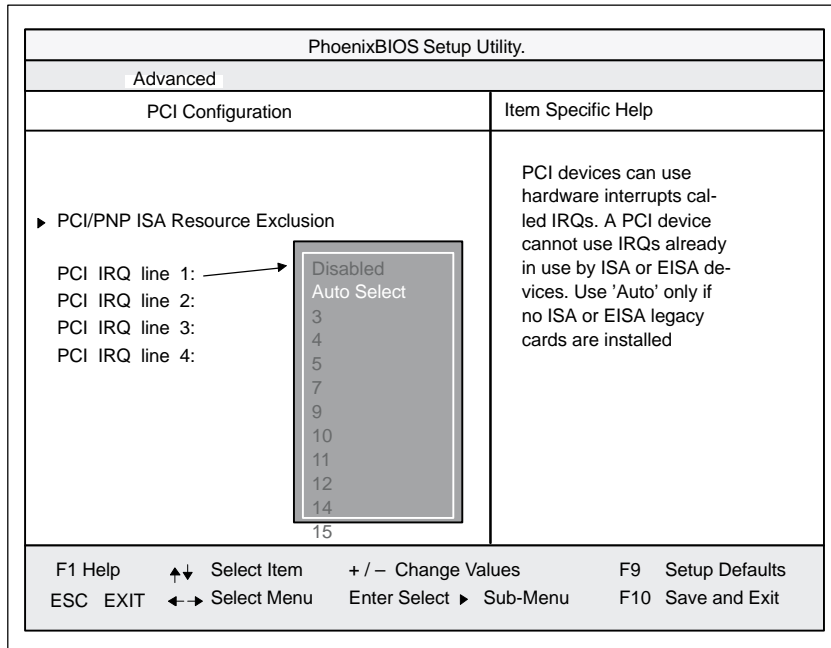 PhoenixBIOS Setup Utility.
Advanced
PCI Configuration
Item Specific Help
PCI/PNP ISA Resource Exclusion
PCI IRQ line 1:
PCI IRQ line 2:
PCI IRQ line 3:
PCI IRQ line 4:
Disabled
Auto Select
3
4
5
7
9
10
11
12
14
15
PCI devices can use
hardware interrupts cal-
led IRQs. A PCI device
cannot use IRQs already
in use by ISA or EISA de-
vices. Use ’Auto’ only if
no ISA or EISA legacy
cards are installed
F1 Help Select Item + / – Change Values F9 Setup Defaults
ESC EXIT Select Menu Enter Select Sub-Menu F10 Save and Exit